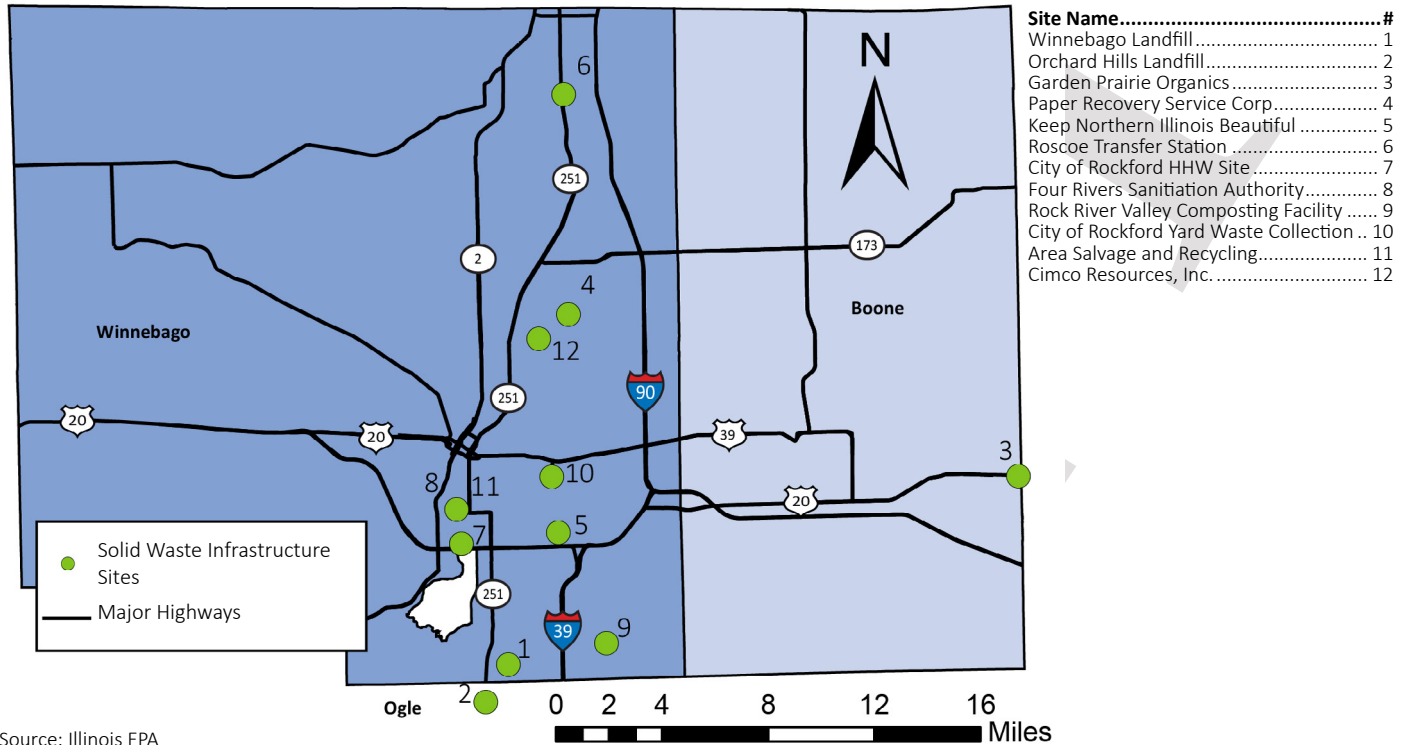 Site Name............................................#
Winnebago Landfill................................ 1
Orchard Hills Landfill.............................. 2
Garden Prairie Organics ......................... 3
Paper Recovery Service Corp.................. 4
Keep Northern Illinois Beautiful .............. 5
Roscoe Transfer Station .......................... 6
City of Rockford HHW Site...................... 7
Four Rivers Sanitiation Authority............. 8
Rock River Valley Composting Facility ...... 9
City of Rockford Yard Waste Collection .. 10
Area Salvage and Recycling................... 11
Cimco Resources, Inc. .......................... 12
6
N
251
2
173
4
Boone
Winnebago
12
90
251
20
20
39
3
8
11
10
20
7
5
Solid Waste Infrastructure
Sites
Major Highways
251
39
9
1
2
Ogle
0 2 4 8 12 16
Miles
Source: Illinois EPA